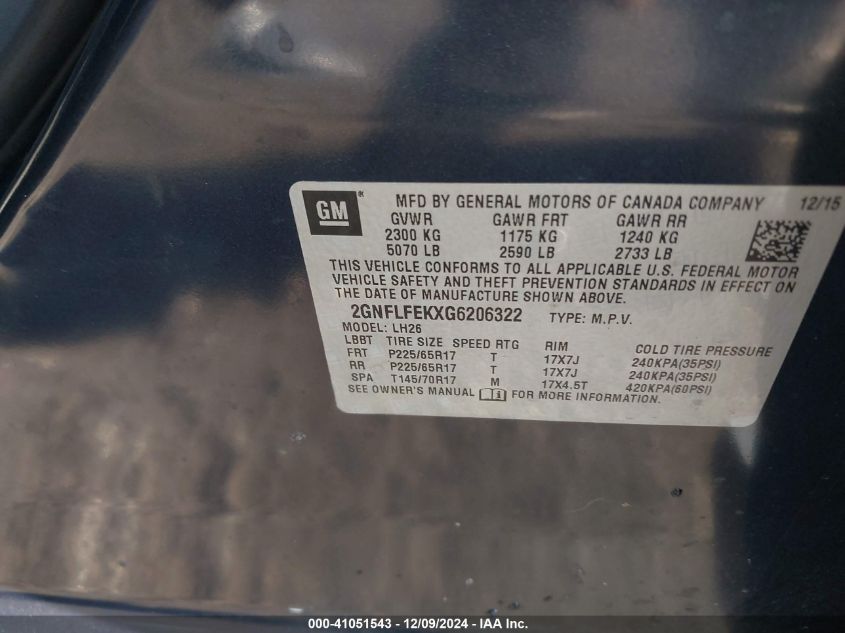 GM
MFD BY GENERAL MOTORS OF CANADA COMPANY 12/15
GVWR GAWR FRT GAWR RR
2300 KG 1175 KG 1240 KG
5070 LB 2590 LB 2733 LB
THIS VEHICLE CONFORMS TO ALL APPLICABLE U.S. FEDERAL MOTOR
VEHICLE SAFETY AND THEFT PREVENTION STANDARDS IN EFFECT ON
THE DATE OF MANUFACTURE SHOWN ABOVE.
2GNFLFEKXG6206322 TYPE: M.P.V.
MODEL: LH26
LBBT TIRE SIZE SPEED RTG RIM COLD TIRE PRESSURE
FRT P225/65R17 T 17X7J 240KPA(35PSI)
RR P225/65R17 T 17X7J 240KPA(35PSI)
SPA T145/70R17 M 17X4.5T 420KPA(60PSI)
SEE OWNER'S MANUAL FOR MORE INFORMATION.
000-41051543 - 12/09/2024 - IAA Inc.